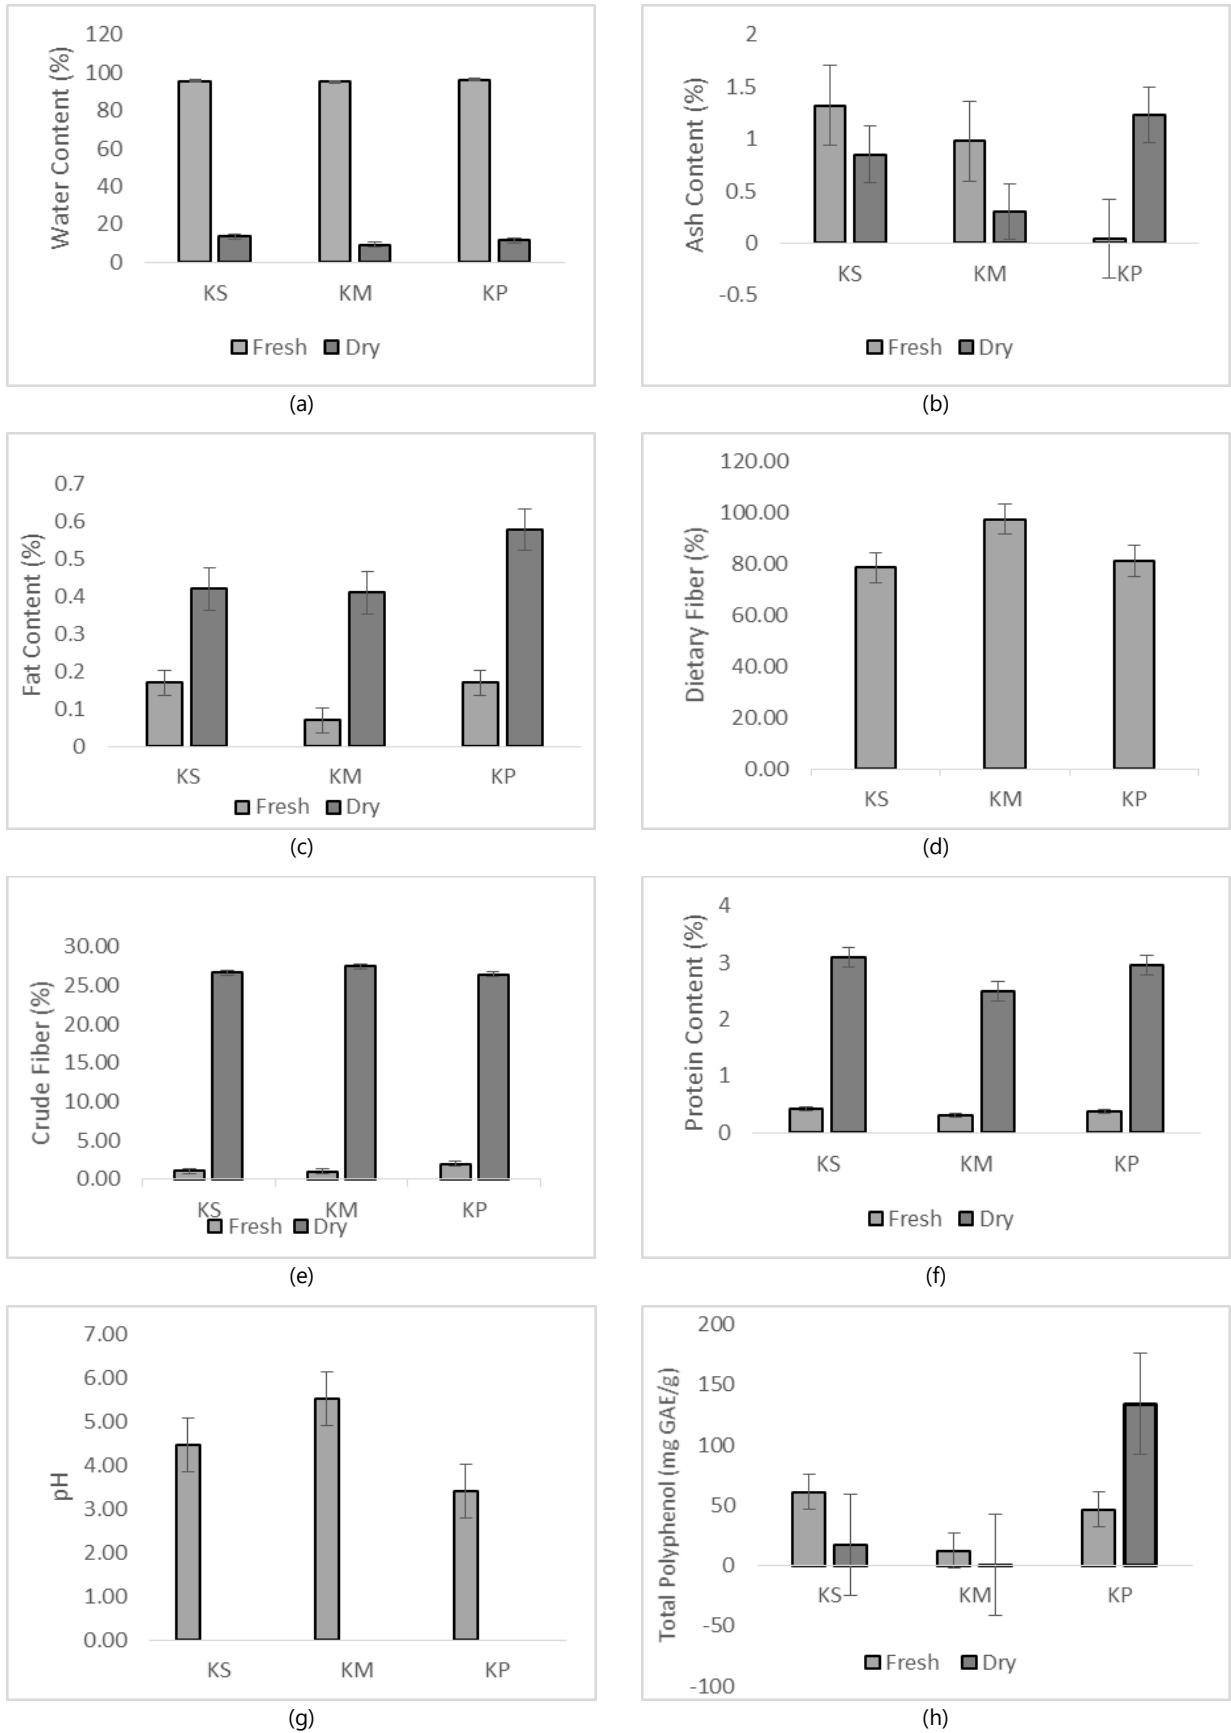 Water Content (%)
120
100
80
60
40
20
0
KS KM KP
Fresh Dry
(a)
Ash Content (%)
2
1.5
1
0.5
0
-0.5
KS KM KP
Fresh Dry
(b)
Fat Content (%)
0.7
0.6
0.5
0.4
0.3
0.2
0.1
0
KS KM KP
Fresh Dry
(c)
Dietary Fiber (%)
120.00
100.00
80.00
60.00
40.00
20.00
0.00
KS KM KP
(d)
Crude Fiber (%)
30.00
25.00
20.00
15.00
10.00
5.00
0.00
KS KM KP
Fresh Dry
(e)
Protein Content (%)
4
3
2
1
0
KS KM KP
Fresh Dry
(f)
pH
7.00
6.00
5.00
4.00
3.00
2.00
1.00
0.00
KS KM KP
(g)
Total Polyphenol (mg GAE/g)
200
150
100
50
0
-50
-100
KS KM KP
Fresh Dry
(h)